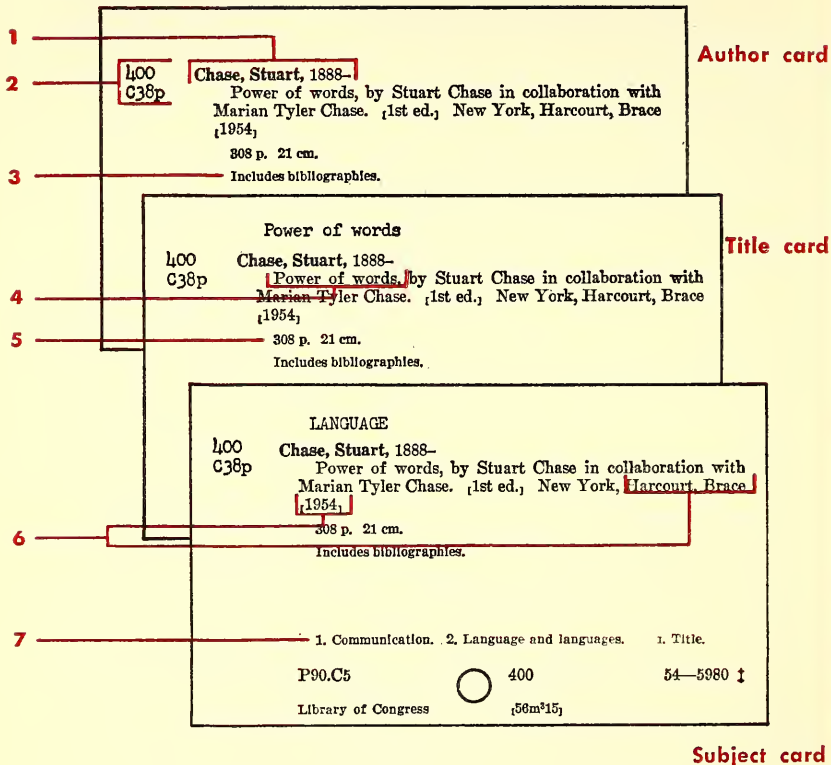 1
Author card
2
400
C38p
Chase, Stuart, 1888–
Power of words, by Stuart Chase in collaboration with
Marian Tyler Chase. [1st ed.] New York, Harcourt, Brace
[1954]
308 p. 21 cm.
3
Includes bibliographies.
Title card
Power of words
400
C38p
Chase, Stuart, 1888–
Power of words, by Stuart Chase in collaboration with
4
Marian Tyler Chase. [1st ed.] New York, Harcourt, Brace
[1954]
5
308 p. 21 cm.
Includes bibliographies.
LANGUAGE
400
C38p
Chase, Stuart, 1888–
Power of words, by Stuart Chase in collaboration with
Marian Tyler Chase. [1st ed.] New York, Harcourt, Brace
[1954]
6
308 p. 21 cm.
Includes bibliographies.
7
1. Communication. 2. Language and languages. I. Title.
P90.C5 400 54—5980 ‡
Library of Congress [56m³15]
Subject card